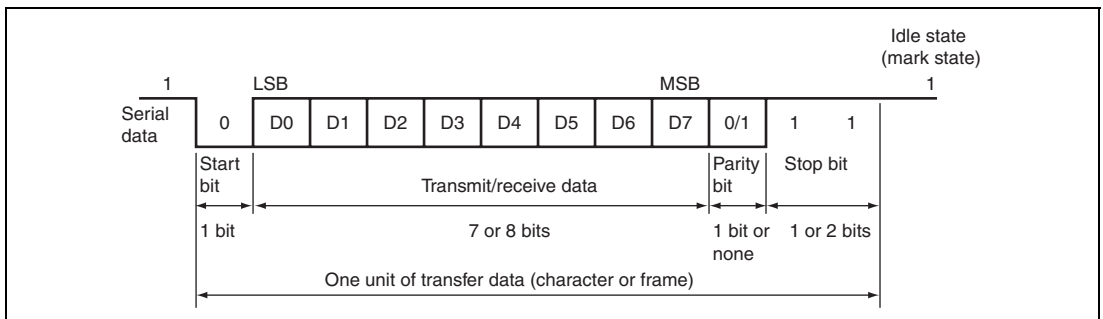 Idle state
(mark state)
1 LSB MSB 1
Serial
data
0 D0 D1 D2 D3 D4 D5 D6 D7 0/1 1 1
Start
bit
Transmit/receive data
Parity
bit
Stop bit
1 bit
7 or 8 bits
1 bit or
none
1 or 2 bits
One unit of transfer data (character or frame)